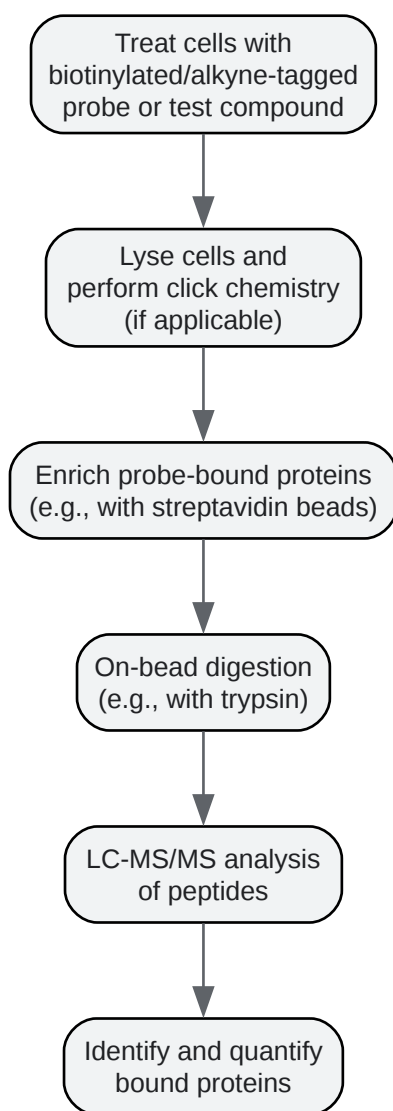 Treat cells with
biotinylated/alkyne-tagged
probe or test compound
Lyse cells and
perform click chemistry
(if applicable)
Enrich probe-bound proteins
(e.g., with streptavidin beads)
On-bead digestion
(e.g., with trypsin)
LC-MS/MS analysis
of peptides
Identify and quantify
bound proteins